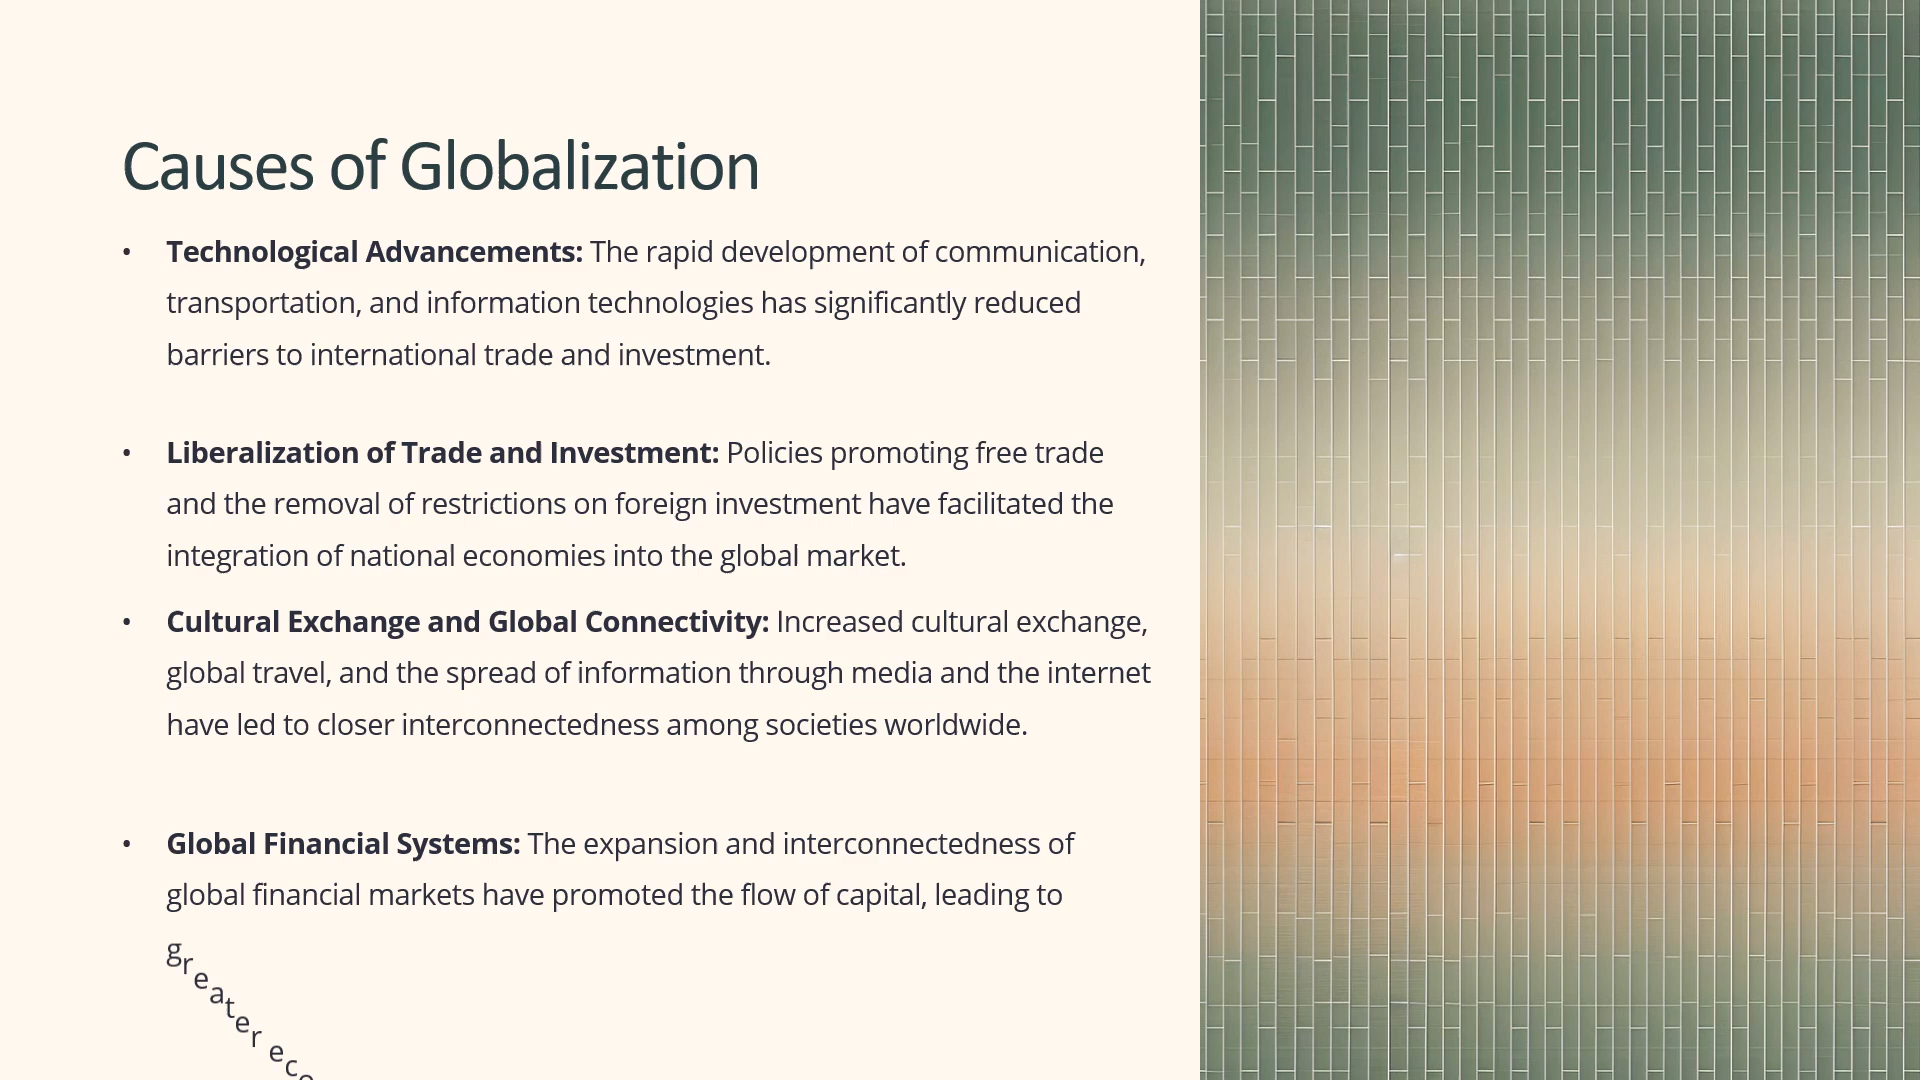 Causes of Globalization
• Technological Advancements: The rapid development of communication,
transportation, and information technologies has significantly reduced
barriers to international trade and investment.
• Liberalization of Trade and Investment: Policies promoting free trade
and the removal of restrictions on foreign investment have facilitated the
integration of national economies into the global market.
• Cultural Exchange and Global Connectivity: Increased cultural exchange,
global travel, and the spread of information through media and the internet
have led to closer interconnectedness among societies worldwide.
• Global Financial Systems: The expansion and interconnectedness of
global financial markets have promoted the flow of capital, leading to
greater